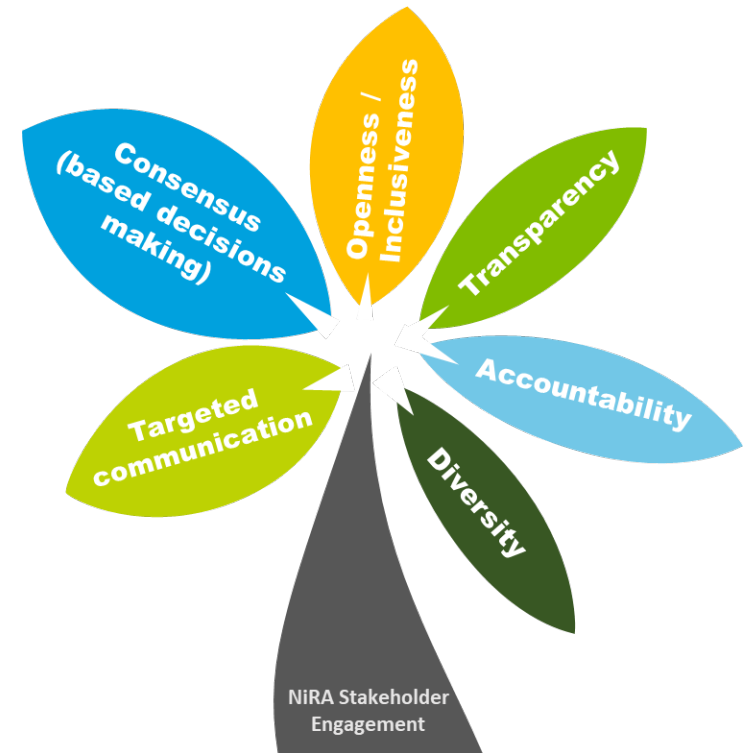 Openness /
Inclusiveness
Consensus
(based decisions
making)
Transparency
Accountability
Targeted
communication
Diversity
NiRA Stakeholder
Engagement